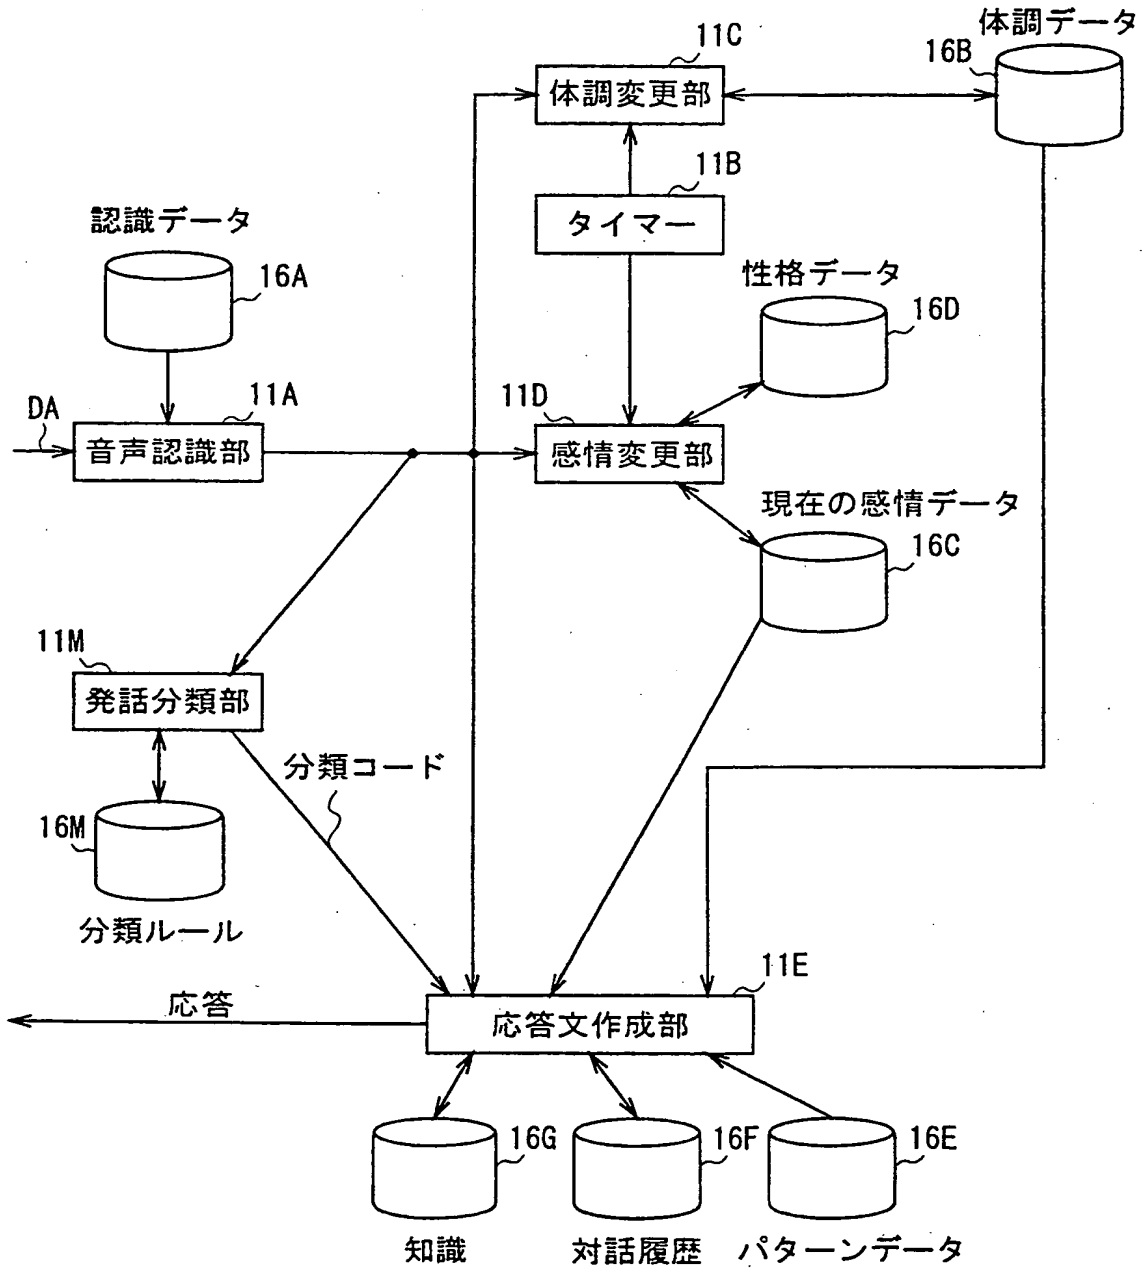 体調データ
11C
16B
体調変更部
11B
タイマー
認識データ
16A
性格データ
16D
11D
11A
DA
音声認識部
感情変更部
現在の感情データ
16C
11M
発話分類部
分類コード
16M
分類ルール
11E
応答
応答文作成部
16G
16F
16E
知識
対話履歴
パターンデータ